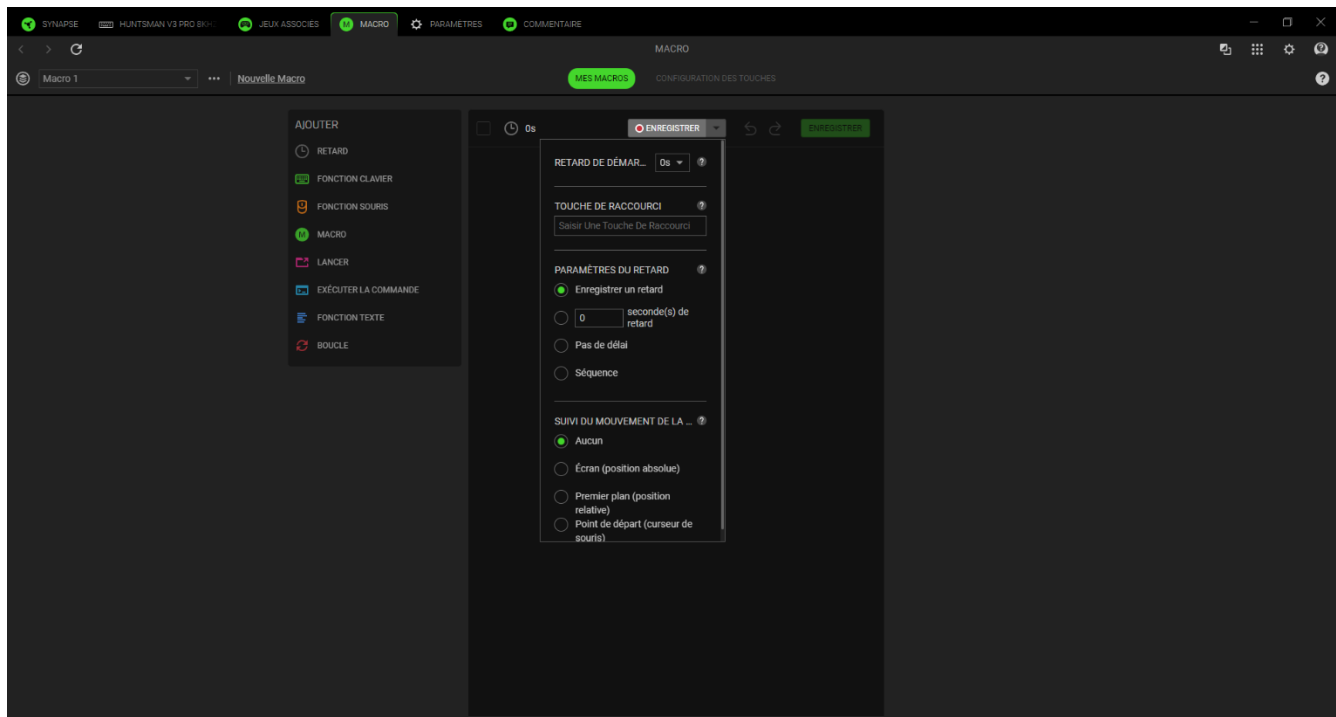 SYNAPSE HUNTSMAN V3 PRO 8KH JEUX ASSOCIES M MACRO PARAMETRES COMMENTAIRE
MACRO
Macro 1 Nouvelle Macro MES MACROS CONFIGURATION DES TOUCHES
AJOUTER
RETARD
FONCTION CLAVIER
FONCTION SOURIS
M MACRO
LANCER
EXÉCUTER LA COMMANDE
FONCTION TEXTE
BOUCLE
0s ENREGISTRER ENREGISTRER
RETARD DE DÉMAR... 0s
TOUCHE DE RACCOURCI
Saisir Une Touche De Raccourci
PARAMÈTRES DU RETARD
Enregistrer un retard
0 seconde(s) de
retard
Pas de délai
Séquence
SUIVI DU MOUVEMENT DE LA ...
Aucun
Écran (position absolue)
Premier plan (position
relative)
Point de départ (curseur de
souris)